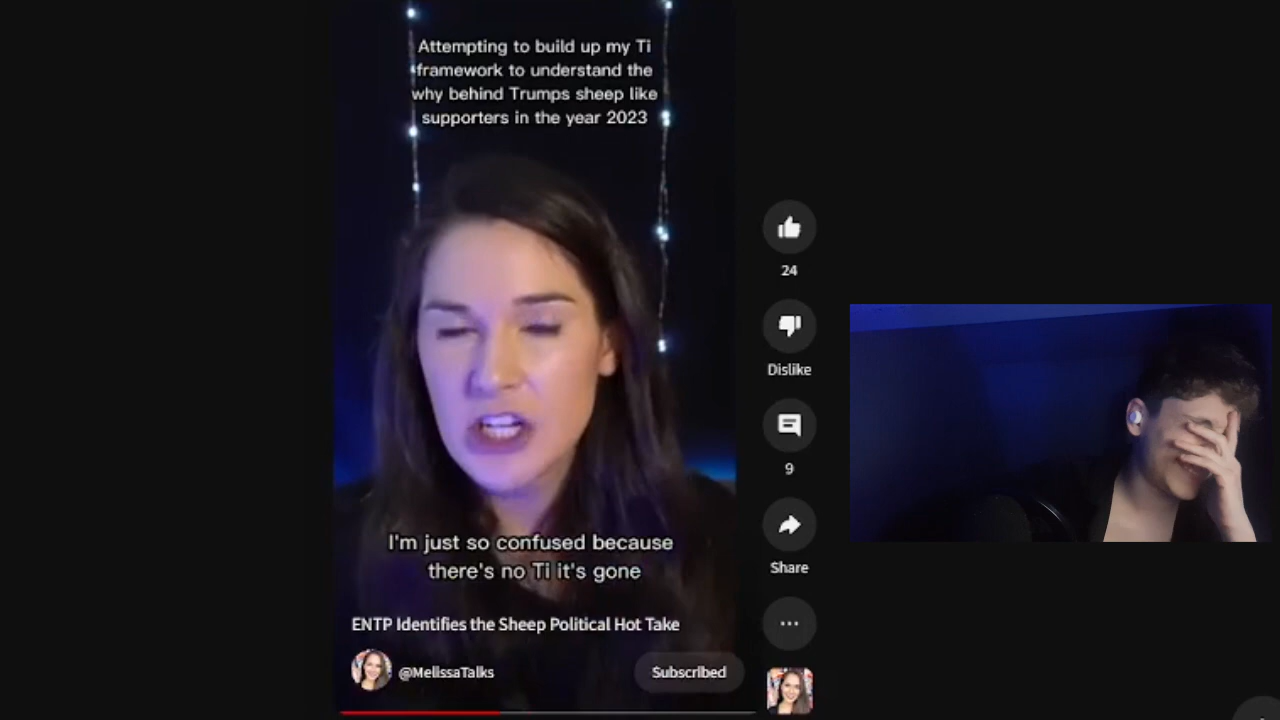 Attempting to build up my Ti
framework to understand the
why behind Trumps sheep like
supporters in the year 2023
24
Dislike
9
I'm just so confused because
there's no Ti it's gone
Share
ENTP Identifies the Sheep Political Hot Take
@MelissaTalks
Subscribed